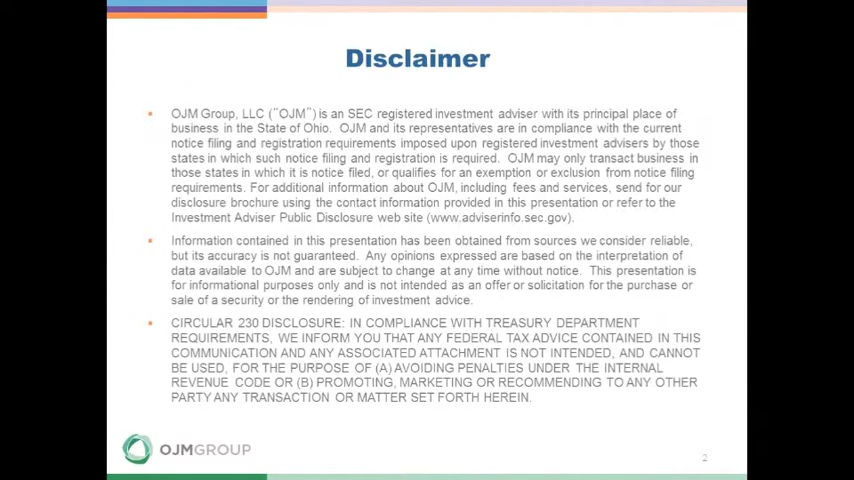 Disclaimer
OJM Group, LLC ("OJM") is an SEC registered investment adviser with its principal place of
business in the State of Ohio. OJM and its representatives are in compliance with the current
notice filing and registration requirements imposed upon registered investment advisers by those
states in which such notice filing and registration is required. OJM may only transact business in
those states in which it is notice filed, or qualifies for an exemption or exclusion from notice filing
requirements. For additional information about OJM, including fees and services, send for our
disclosure brochure using the contact information provided in this presentation or refer to the
Investment Adviser Public Disclosure web site (www.adviserinfo.sec.gov).
Information contained in this presentation has been obtained from sources we consider reliable,
but its accuracy is not guaranteed. Any opinions expressed are based on the interpretation of
data available to OJM and are subject to change at any time without notice. This presentation is
for informational purposes only and is not intended as an offer or solicitation for the purchase or
sale of a security or the rendering of investment advice.
CIRCULAR 230 DISCLOSURE: IN COMPLIANCE WITH TREASURY DEPARTMENT
REQUIREMENTS, WE INFORM YOU THAT ANY FEDERAL TAX ADVICE CONTAINED IN THIS
COMMUNICATION AND ANY ASSOCIATED ATTACHMENT IS NOT INTENDED, AND CANNOT
BE USED, FOR THE PURPOSE OF (A) AVOIDING PENALTIES UNDER THE INTERNAL
REVENUE CODE OR (B) PROMOTING, MARKETING OR RECOMMENDING TO ANY OTHER
PARTY ANY TRANSACTION OR MATTER SET FORTH HEREIN.
OJMGROUP
2